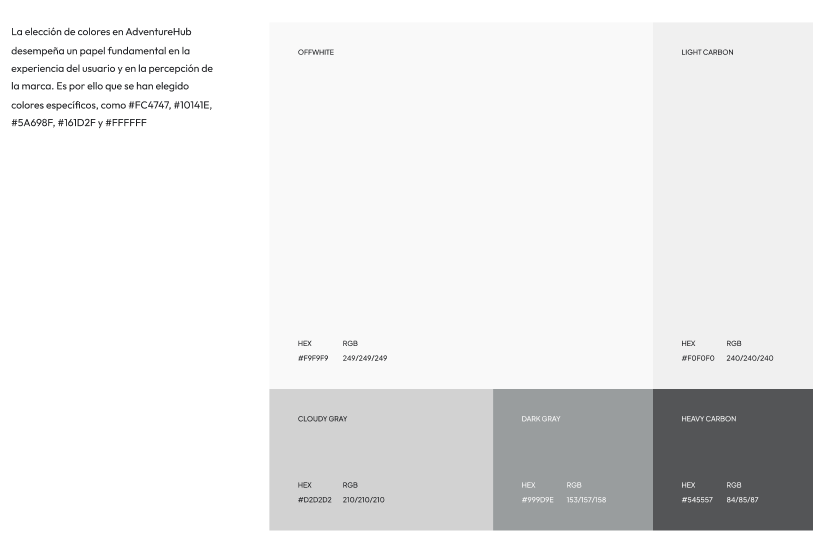 La elección de colores en AdventureHub
desempeña un papel fundamental en la
experiencia del usuario y en la percepción de
la marca. Es por ello que se han elegido
colores específicos, como #FC4747, #10141E,
#5A698F, #161D2F y #FFFFFF
OFFWHITE
HEX RGB
#F9F9F9 249/249/249
LIGHT CARBON
HEX RGB
#F0F0F0 240/240/240
CLOUDY GRAY
HEX RGB
#D2D2D2 210/210/210
DARK GRAY
HEX RGB
#999D9E 153/157/158
HEAVY CARBON
HEX RGB
#545557 84/85/87